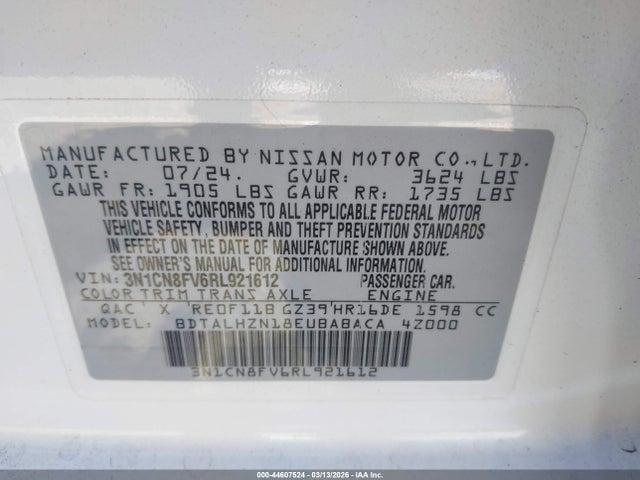 MANUFACTURED BY NISSAN MOTOR CO., LTD.
DATE: 07/24. GVWR: 3624 LBS
GAWR FR: 1905 LBS GAWR RR: 1735 LBS
THIS VEHICLE CONFORMS TO ALL APPLICABLE FEDERAL MOTOR
VEHICLE SAFETY, BUMPER AND THEFT PREVENTION STANDARDS
IN EFFECT ON THE DATE OF MANUFACTURE SHOWN ABOVE.
SEE OWNER'S MANUAL FOR ADDITIONAL INFORMATION.
VIN: 3N1CN8FV6RL921612 PASSENGER CAR.
COLOR TRIM TRANS AXLE ENGINE
QAC X RE0F11B GZ39 HR16DE 1598 CC
MODEL: BDTALHZN18EUBABACA 4Z000
3N1CN8FV6RL921612
000-44607524 | 03/13/2026 - IAAC